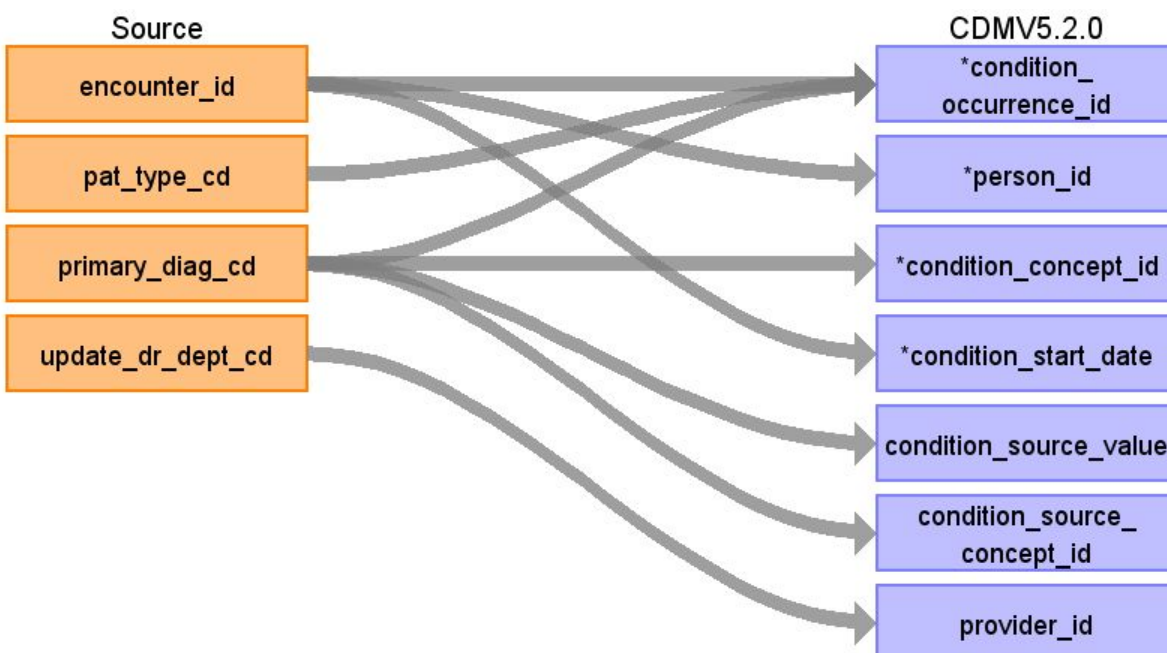 Source
CDMV5.2.0
encounter_id
*condition_
occurrence_id
pat_type_cd
*person_id
primary_diag_cd
*condition_concept_id
update_dr_dept_cd
*condition_start_date
condition_source_value
condition_source_
concept_id
provider_id